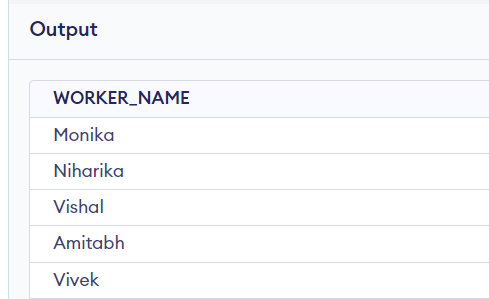 Output
WORKER_NAME
Monika
Niharika
Vishal
Amitabh
Vivek